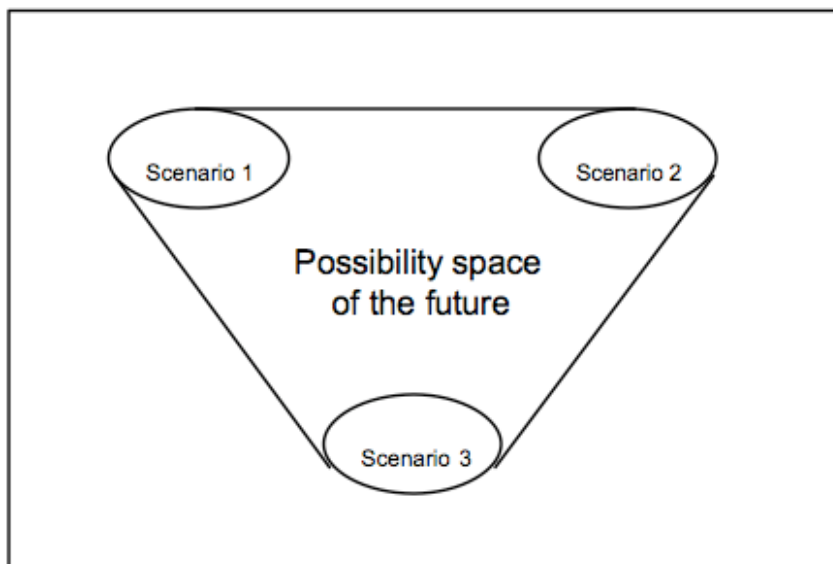 Scenario 1
Scenario 2
Possibility space
of the future
Scenario 3